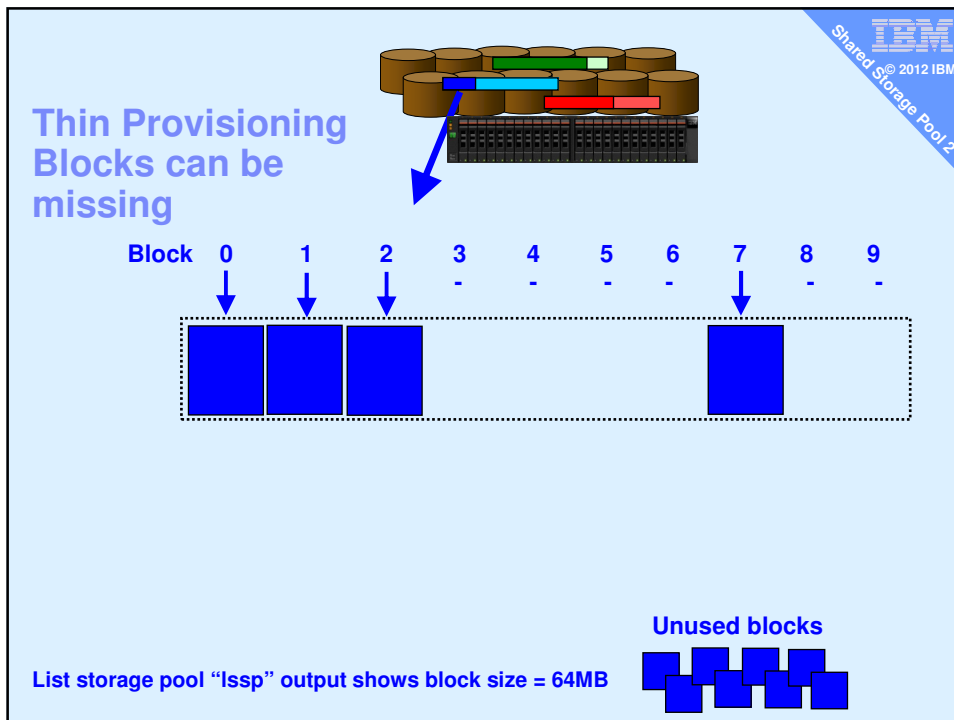 IBM
© 2012 IBM
Shared Storage Pool 2
Thin Provisioning
Blocks can be
missing
Block 0 1 2 3 4 5 6 7 8 9
- - - - - -
Unused blocks
List storage pool “lssp” output shows block size = 64MB